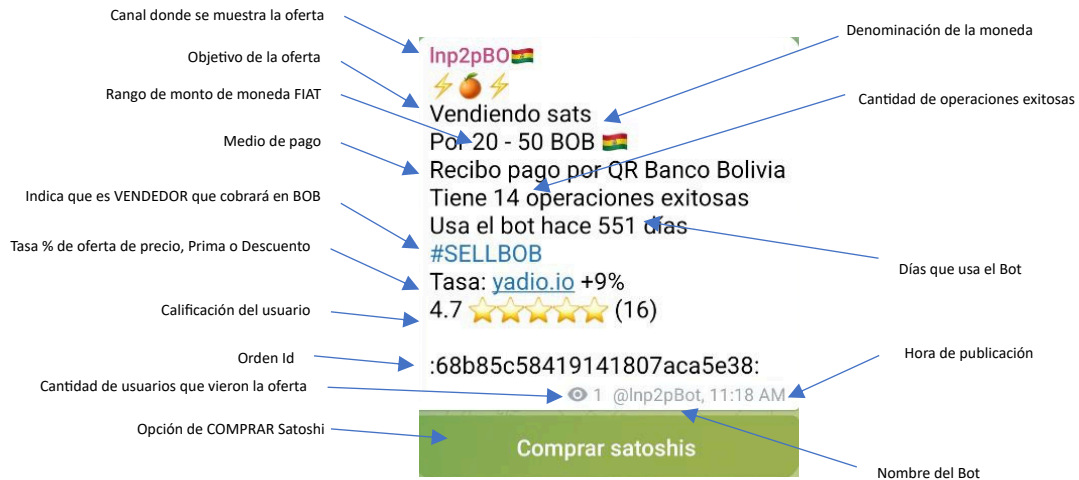 Canal donde se muestra la oferta
Objetivo de la oferta
Rango de monto de moneda FIAT
Medio de pago
Indica que es VENDEDOR que cobrará en BOB
Tasa % de oferta de precio, Prima o Descuento
Calificación del usuario
Orden Id
Cantidad de usuarios que vieron la oferta
Opción de COMPRAR Satoshi
lnp2pBO🇧🇴
⚡🍊⚡
Vendiendo sats
Por 20 - 50 BOB 🇧🇴
Recibo pago por QR Banco Bolivia
Tiene 14 operaciones exitosas
Usa el bot hace 551 días
#SELLBOB
Tasa: yadio.io +9%
4.7 ⭐⭐⭐⭐⭐ (16)
:68b85c58419141807aca5e38:
1 @lnp2pBot, 11:18 AM
Comprar satoshis
Denominación de la moneda
Cantidad de operaciones exitosas
Días que usa el Bot
Hora de publicación
Nombre del Bot